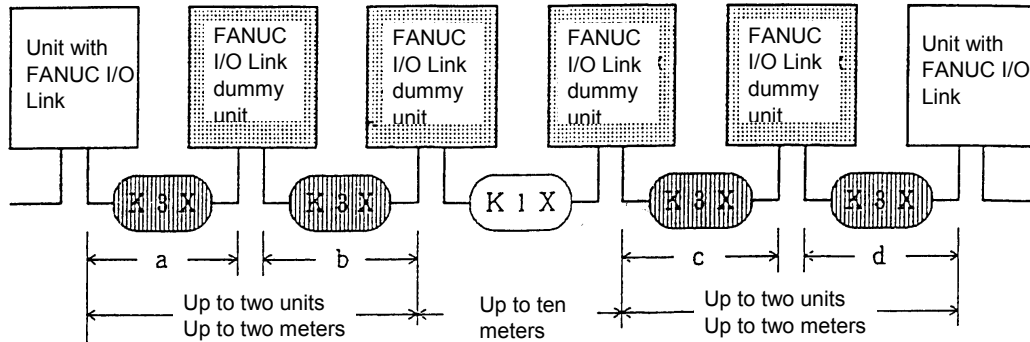 Unit with
FANUC I/O
Link
FANUC
I/O Link
dummy
unit
FANUC
I/O Link
dummy
unit
FANUC
I/O Link
dummy
unit
FANUC
I/O Link
dummy
unit
Unit with
FANUC I/O
Link
K3X
K3X
K1X
K3X
K3X
a
b
c
d
Up to two units
Up to two meters
Up to ten
meters
Up to two units
Up to two meters